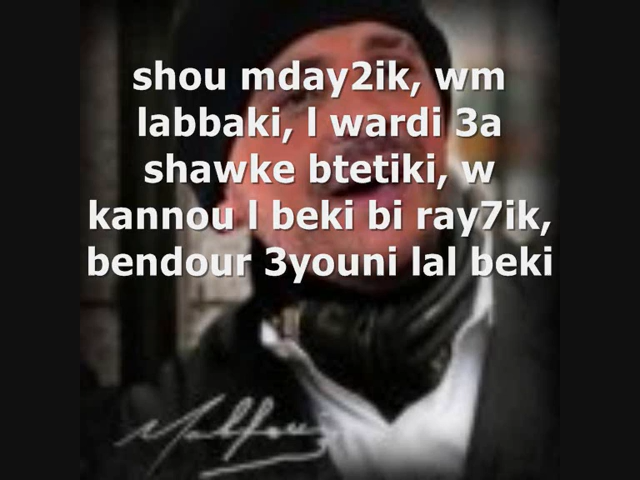 shou mday2ik, wm
labbaki, l wardi 3a
shawke btetiki, w
kannou l beki bi ray7ik,
bendour 3youni lal beki